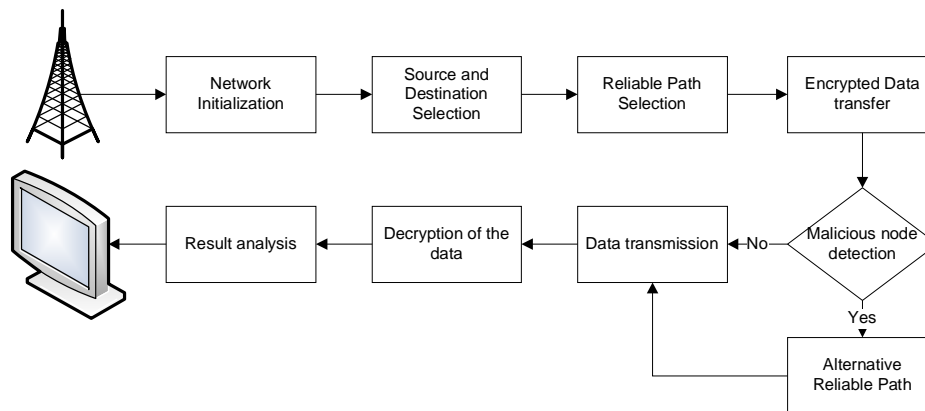 Network
Initialization
Source and
Destination
Selection
Reliable Path
Selection
Encrypted Data
transfer
Malicious node
detection
No
Data transmission
Decryption of the
data
Result analysis
Yes
Alternative
Reliable Path